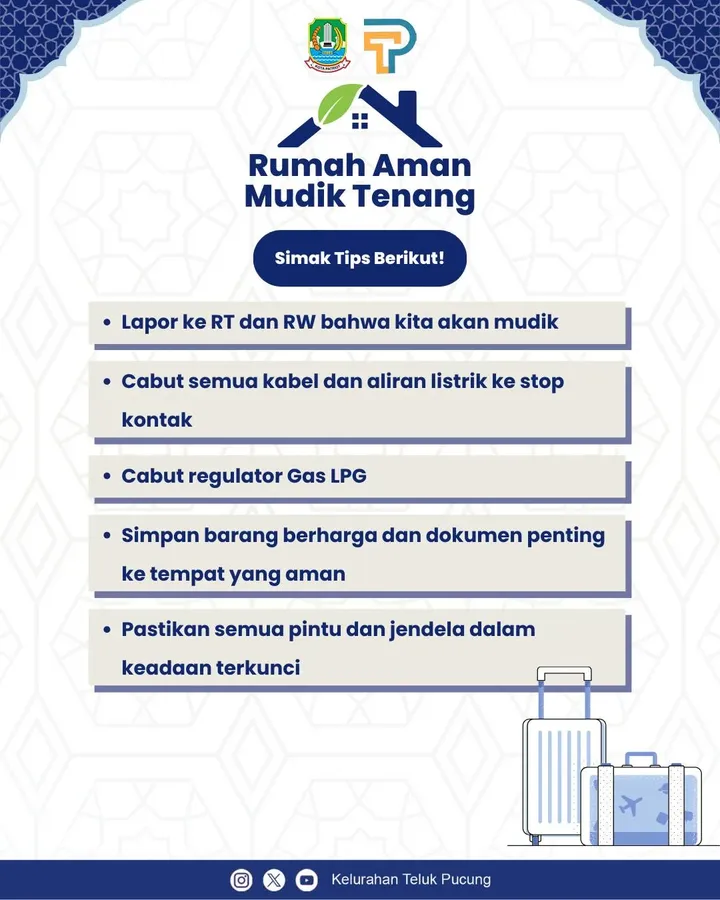 Rumah Aman
Mudik Tenang
Simak Tips Berikut!
• Lapor ke RT dan RW bahwa kita akan mudik
• Cabut semua kabel dan aliran listrik ke stop
kontak
• Cabut regulator Gas LPG
• Simpan barang berharga dan dokumen penting
ke tempat yang aman
• Pastikan semua pintu dan jendela dalam
keadaan terkunci
Kelurahan Teluk Pucung